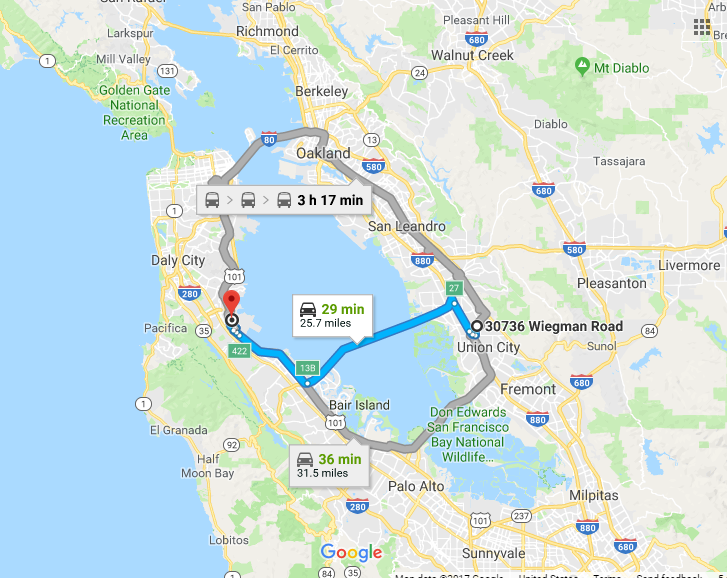 San Pablo
Pleasant Hill
Larkspur
Richmond
680
1
Mill Valley
El Cerrito
Walnut Creek
131
24
Mt Diablo
Golden Gate
National
Recreation
Area
Berkeley
Diablo
80
13
Oakland
580
Tassajara
680
3 h 17 min
1
San Leandro
880
580
Daly City
Livermore
101
Pleasanton
280
27
29 min
25.7 miles
30736 Wiegman Road
Pacifica
35
Union City
Sunol
84
422
13B
680
Fremont
Bair Island
1
Don Edwards
San Francisco
Bay National
Wildlife...
101
880
El Granada
92
Half
Moon Bay
36 min
31.5 miles
Palo Alto
Milpitas
280
101
237
880
Lobitos
Google
Sunnyvale
680
84
35
Map data ©2017 Google
United States
Terms
Send feedback